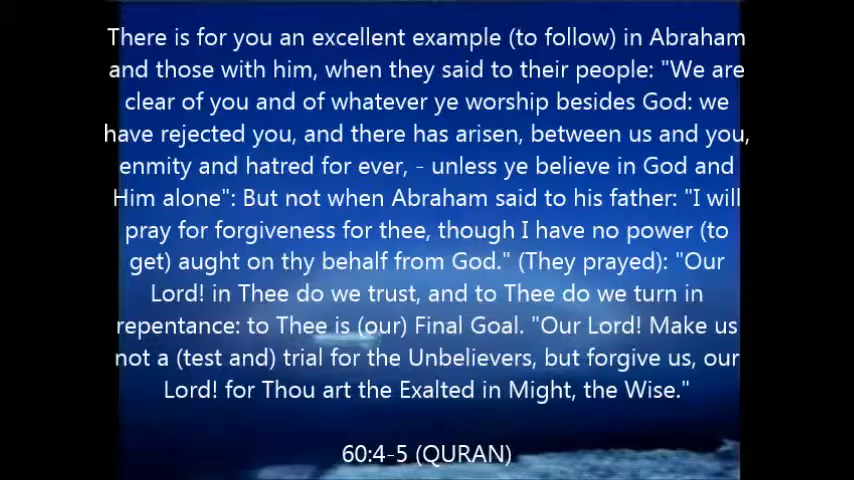 There is for you an excellent example (to follow) in Abraham
and those with him, when they said to their people: "We are
clear of you and of whatever ye worship besides God: we
have rejected you, and there has arisen, between us and you,
enmity and hatred for ever, - unless ye believe in God and
Him alone": But not when Abraham said to his father: "I will
pray for forgiveness for thee, though I have no power (to
get) aught on thy behalf from God." (They prayed): "Our
Lord! in Thee do we trust, and to Thee do we turn in
repentance: to Thee is (our) Final Goal. "Our Lord! Make us
not a (test and) trial for the Unbelievers, but forgive us, our
Lord! for Thou art the Exalted in Might, the Wise."
60:4-5 (QURAN)